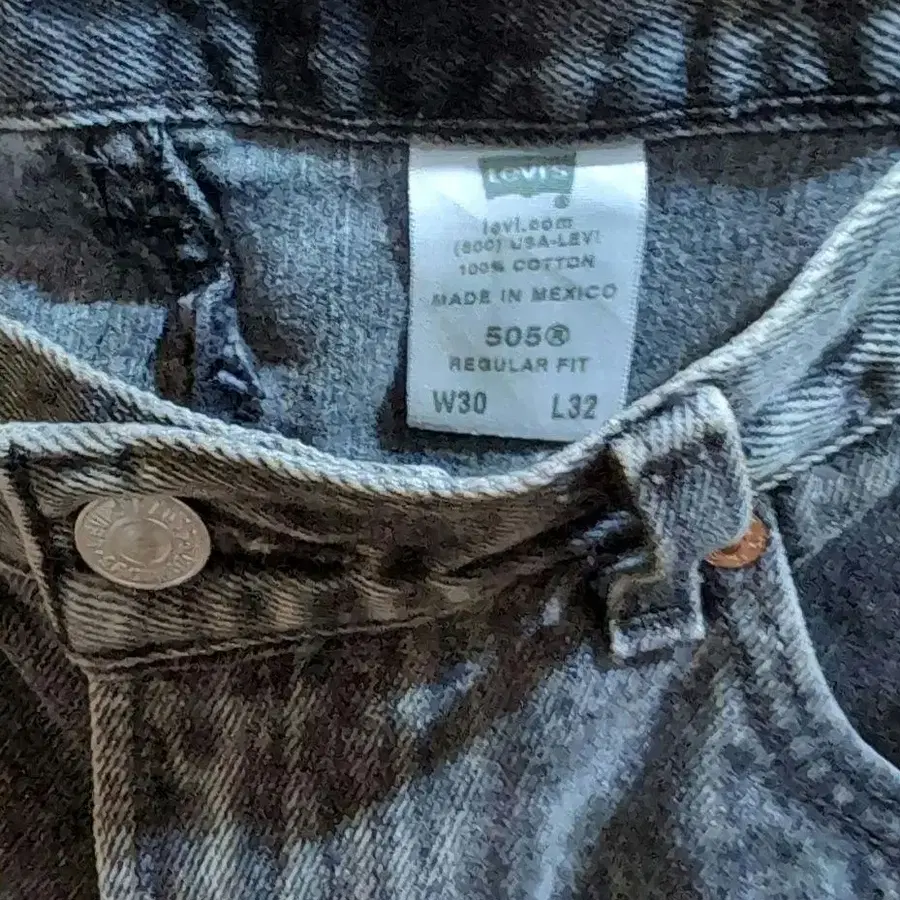 Levi's
®
levi.com
(800) USA-LEVI
100% COTTON
MADE IN MEXICO
505®
REGULAR FIT
W30 L32